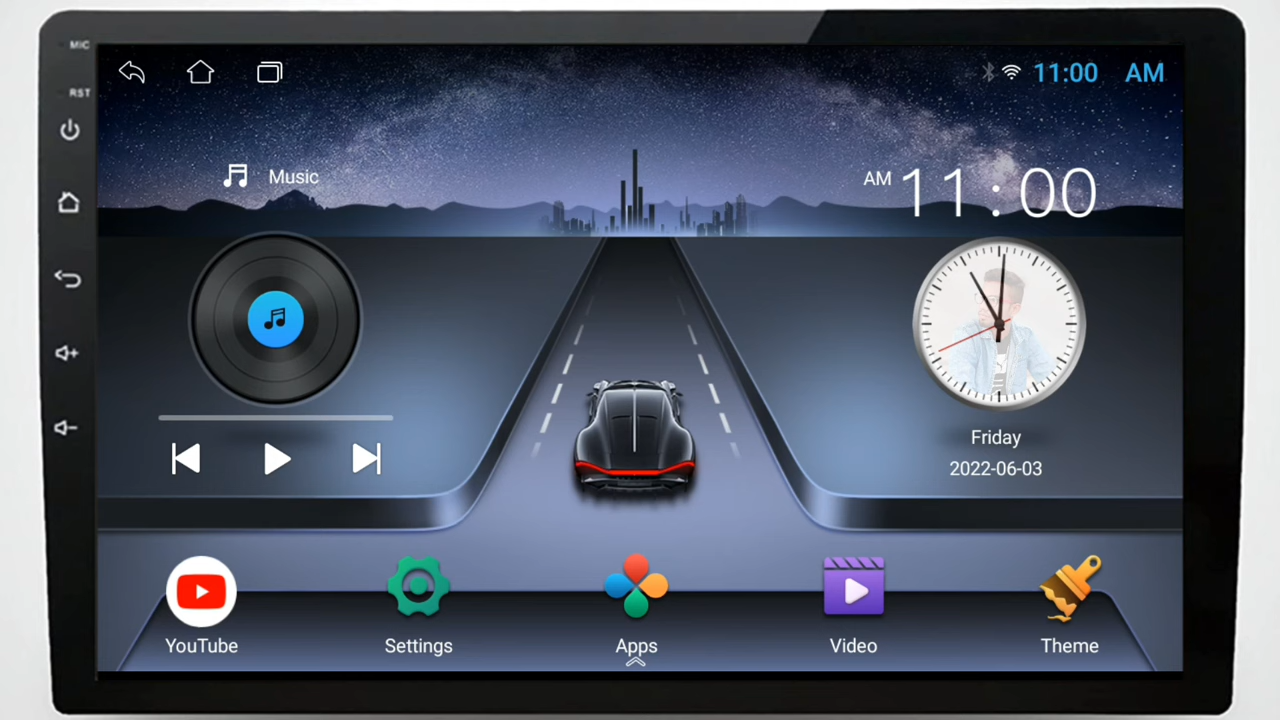 MIC
RST
11:00 AM
Music
AM 11:00
Friday
2022-06-03
YouTube
Settings
Apps
Video
Theme